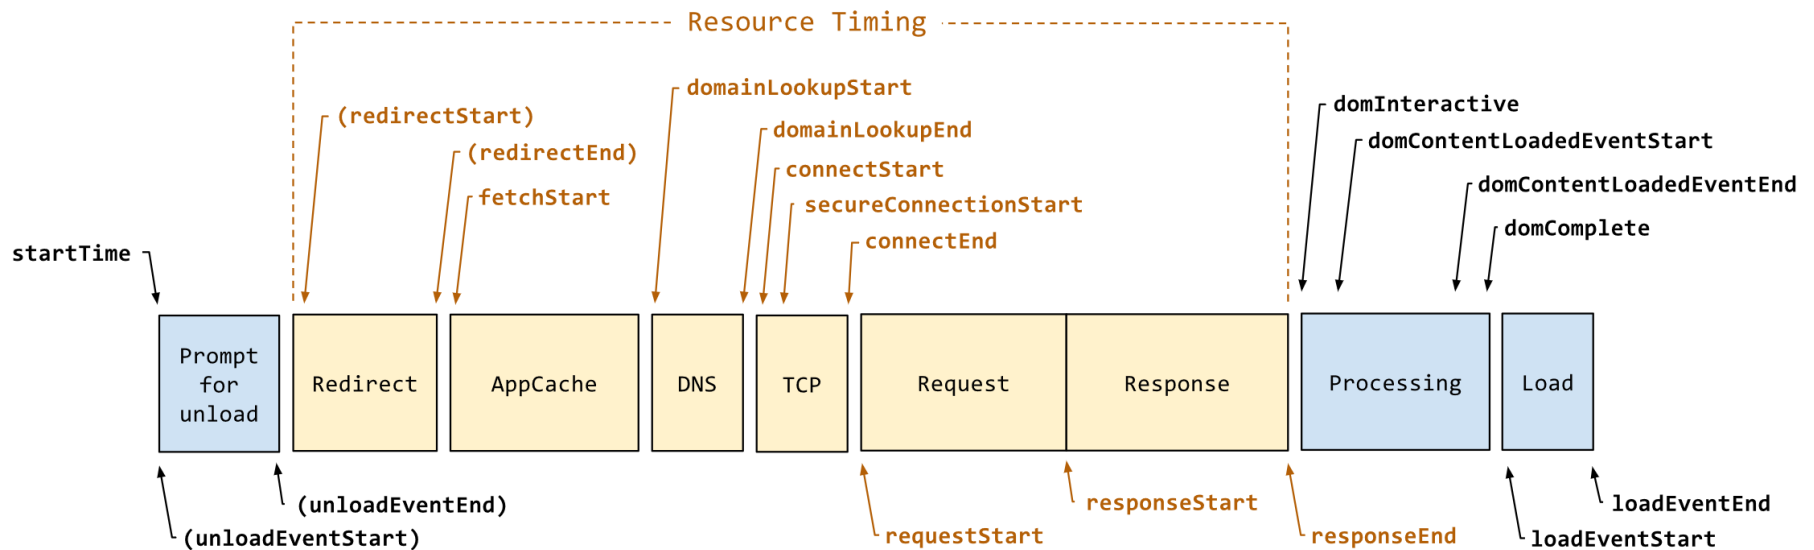 Resource Timing
domainLookupStart
(redirectStart)
domainLookupEnd
(redirectEnd)
connectStart
fetchStart
secureConnectionStart
connectEnd
domInteractive
domContentLoadedEventStart
domContentLoadedEventEnd
domComplete
startTime
Prompt
for
unload
Redirect
AppCache
DNS
TCP
Request
Response
Processing
Load
(unloadEventEnd)
(unloadEventStart)
responseStart
requestStart
responseEnd
loadEventEnd
loadEventStart